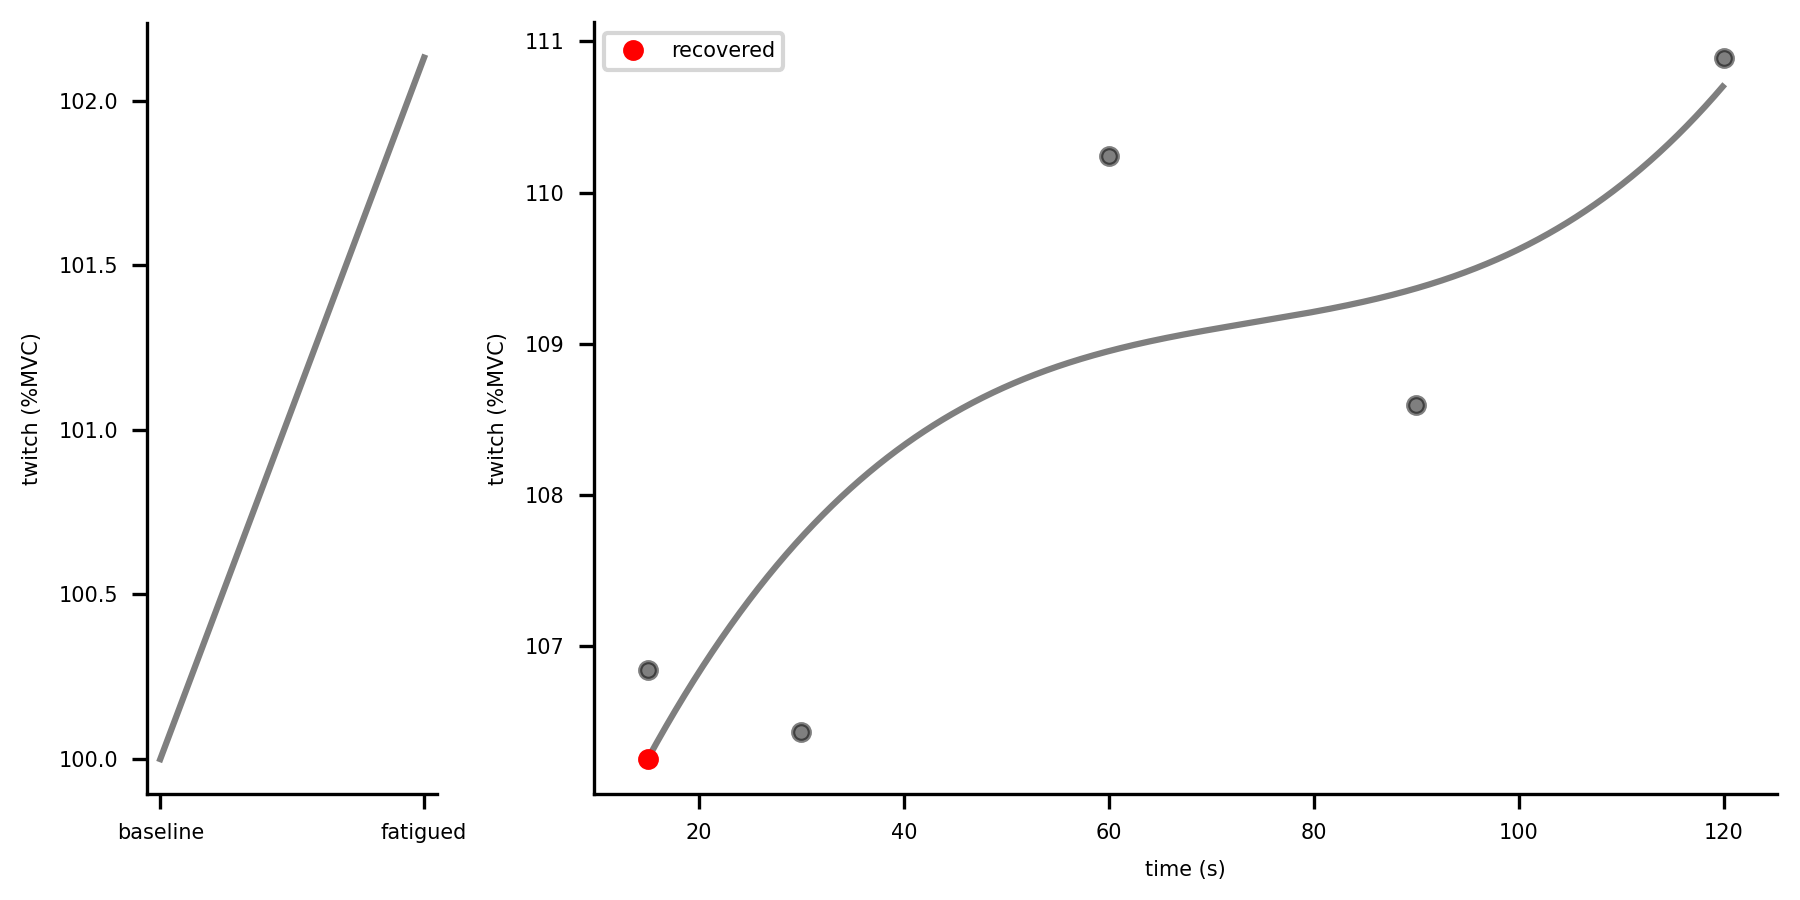 twitch (%MVC)
102.0
101.5
101.0
100.5
100.0
baseline fatigued
twitch (%MVC)
111
110
109
108
107
recovered
20 40 60 80 100 120
time (s)